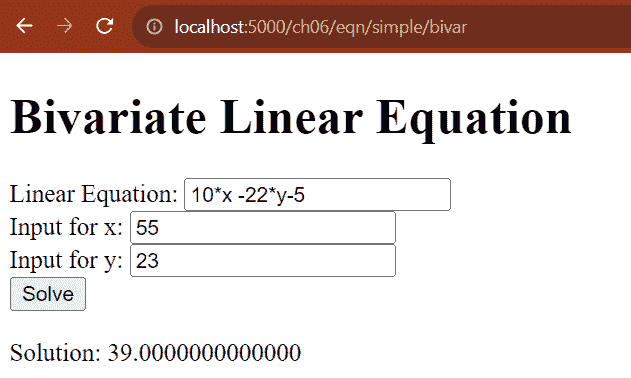 localhost:5000/ch06/eqn/simple/bivar
Bivariate Linear Equation
Linear Equation: 10*x -22*y-5
Input for x: 55
Input for y: 23
Solve
Solution: 39.0000000000000